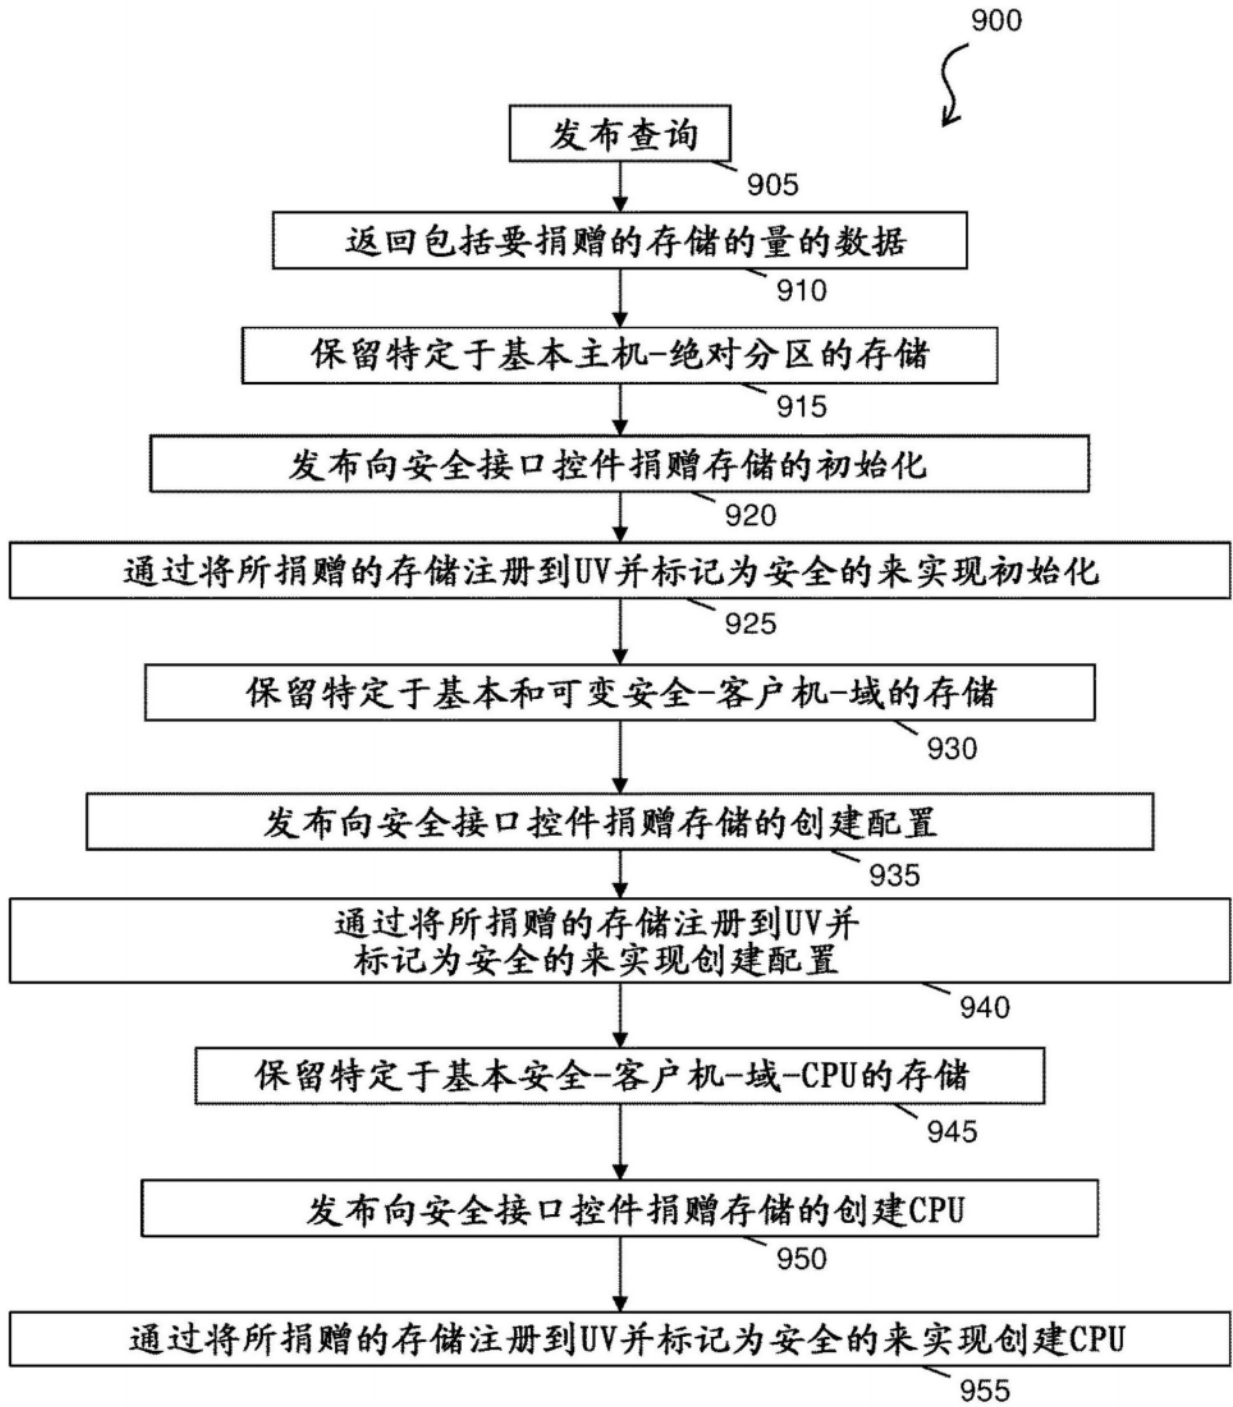 900
发布查询
905
返回包括要捐赠的存储的量的数据
910
保留特定于基本主机-绝对分区的存储
915
发布向安全接口控件捐赠存储的初始化
920
通过将所捐赠的存储注册到UV并标记为安全的来实现初始化
925
保留特定于基本和可变安全-客户机-域的存储
930
发布向安全接口控件捐赠存储的创建配置
935
通过将所捐赠的存储注册到UV并
标记为安全的来实现创建配置
940
保留特定于基本安全-客户机-域-CPU的存储
945
发布向安全接口控件捐赠存储的创建CPU
950
通过将所捐赠的存储注册到UV并标记为安全的来实现创建CPU
955